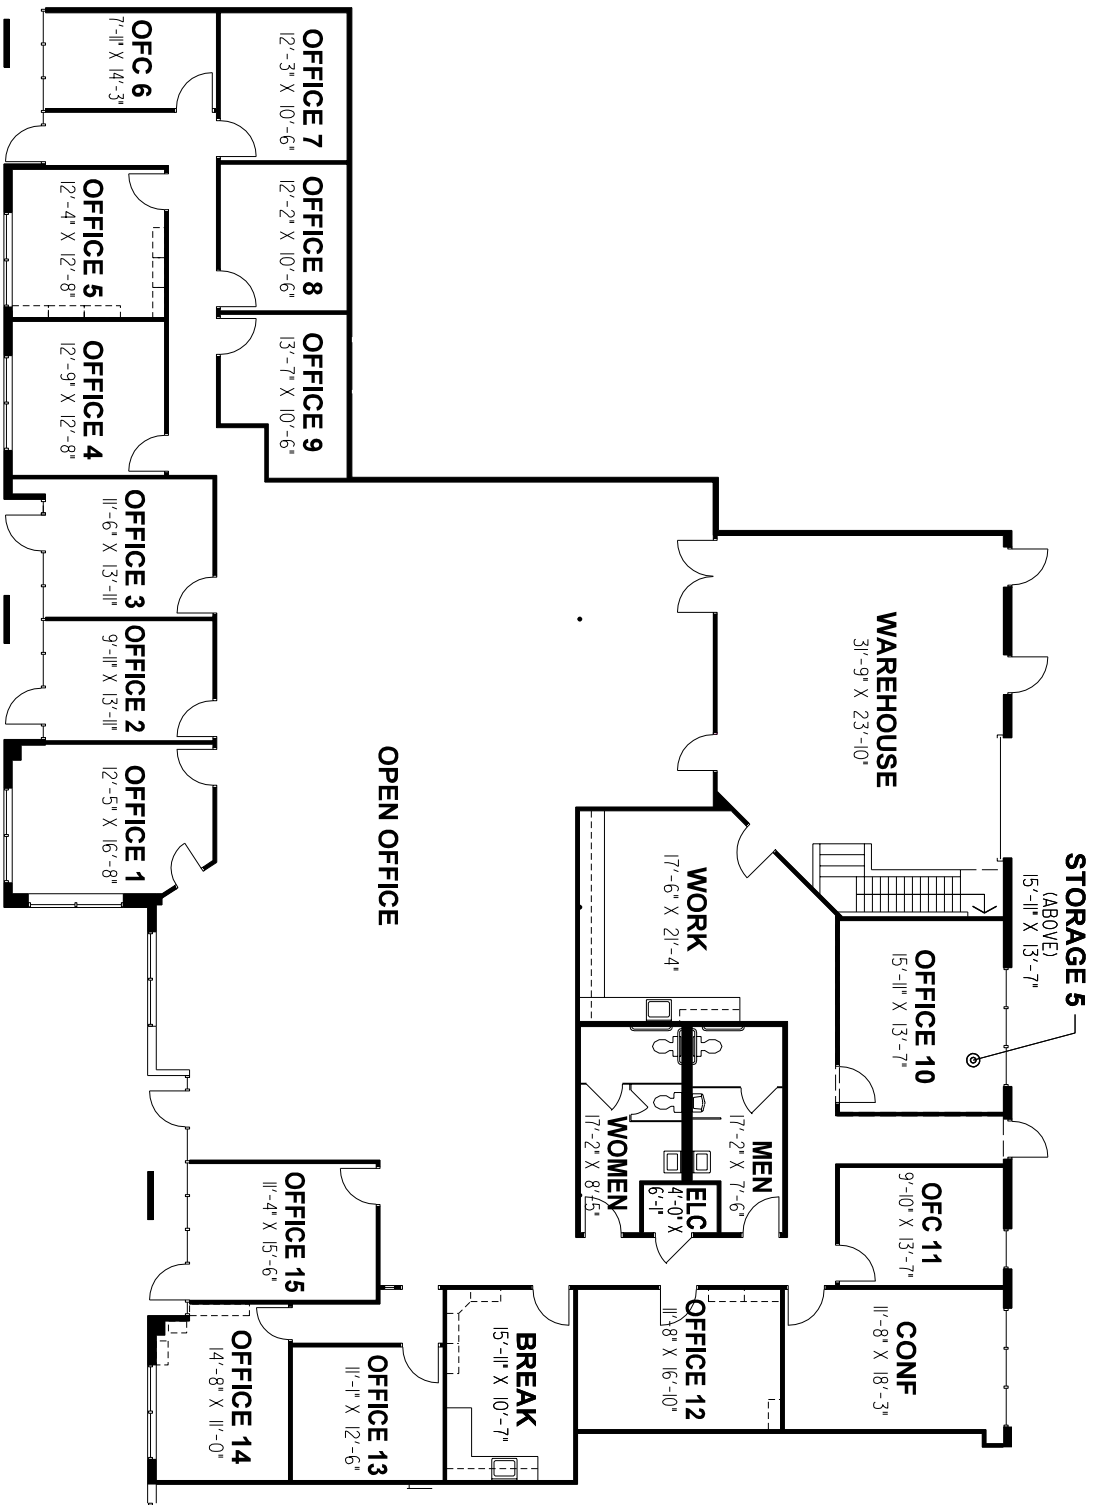 STORAGE 5
(ABOVE)
15'-11" X 13'-7"
OFFICE 10
15'-11" X 13'-7"
OFC 11
9'-10" X 13'-7"
CONF
11'-8" X 18'-3"
WAREHOUSE
31'-9" X 23'-10"
WORK
17'-6" X 21'-4"
MEN
17'-2" X 7'-6"
ELC
4'-0" X
6'-1"
WOMEN
17'-2" X 8'-5"
OFFICE 12
11'-8" X 16'-10"
BREAK
15'-11" X 10'-7"
OPEN OFFICE
OFFICE 13
11'-1" X 12'-6"
OFFICE 7
12'-3" X 10'-6"
OFFICE 8
12'-2" X 10'-6"
OFFICE 9
13'-7" X 10'-6"
OFFICE 15
11'-4" X 15'-6"
OFFICE 14
14'-8" X 11'-0"
OFC 6
7'-11" X 14'-3"
OFFICE 5
12'-4" X 12'-8"
OFFICE 4
12'-9" X 12'-8"
OFFICE 3
11'-6" X 13'-11"
OFFICE 2
9'-11" X 13'-11"
OFFICE 1
12'-5" X 16'-8"